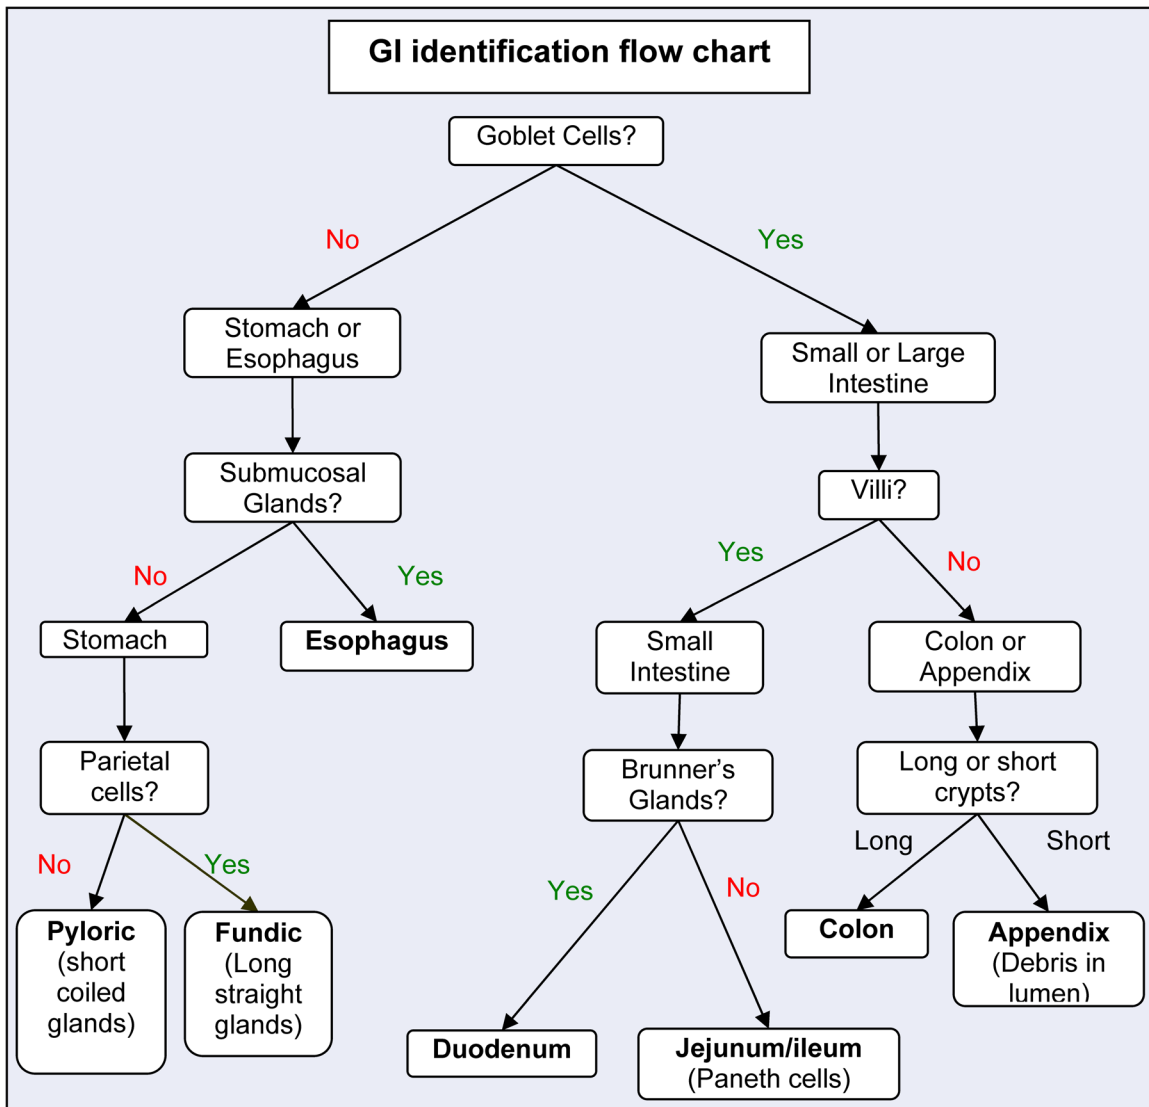 GI identification flow chart
Goblet Cells?
No
Yes
Stomach or
Esophagus
Small or Large
Intestine
Submucosal
Glands?
Villi?
No
Yes
Yes
No
Stomach
Esophagus
Small
Intestine
Colon or
Appendix
Parietal
cells?
Brunner’s
Glands?
Long or short
crypts?
No
Yes
Yes
No
Long
Short
Pyloric
(short
coiled
glands)
Fundic
(Long
straight
glands)
Colon
Appendix
(Debris in
lumen)
Duodenum
Jejunum/ileum
(Paneth cells)